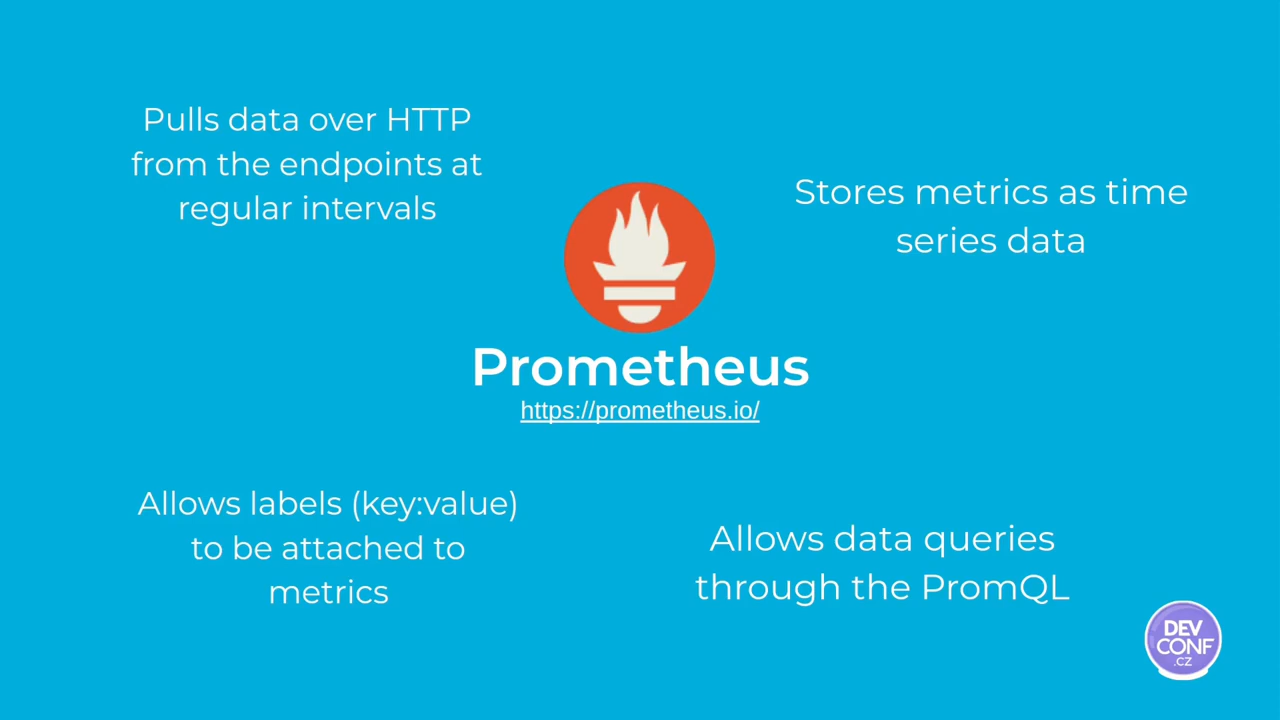 Pulls data over HTTP
from the endpoints at
regular intervals
Stores metrics as time
series data
Prometheus
https://prometheus.io/
Allows labels (key:value)
to be attached to
metrics
Allows data queries
through the PromQL
DEV
CONF
.CZ